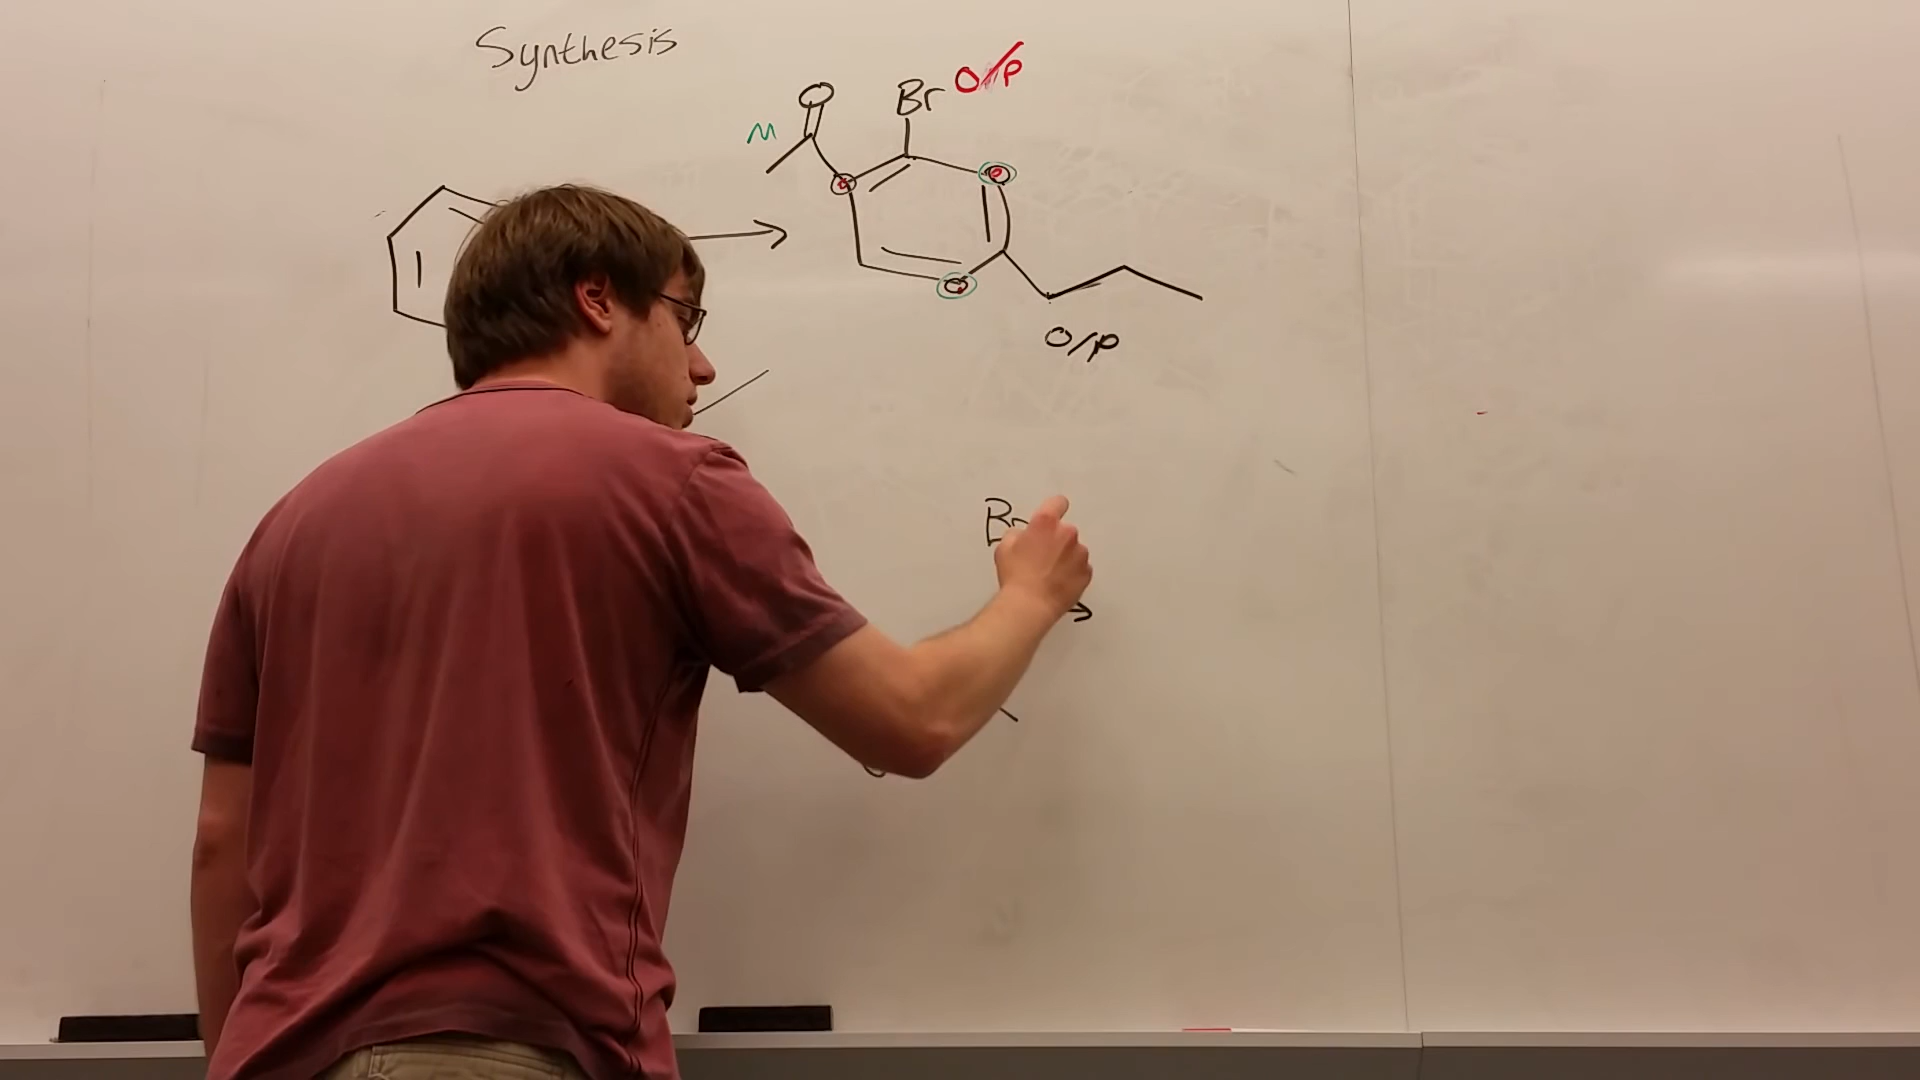 Synthesis
O
Br O/P
M
O/P
Br